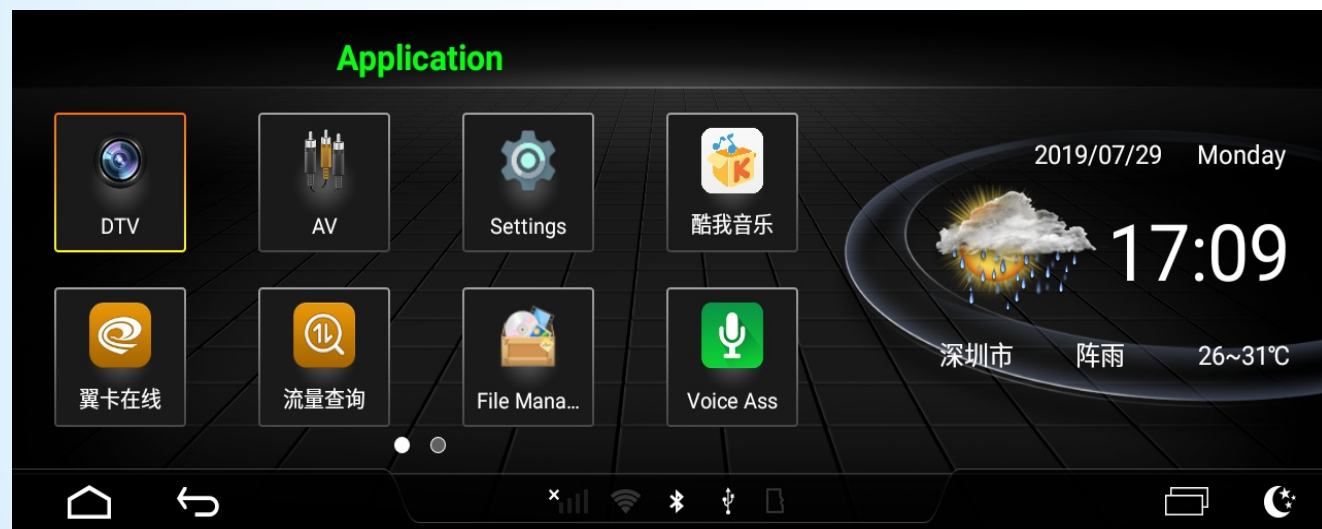 Application
DTV
AV
Settings
酷我音乐
翼卡在线
流量查询
File Mana...
Voice Ass
2019/07/29 Monday
17:09
深圳市 阵雨 26~31℃